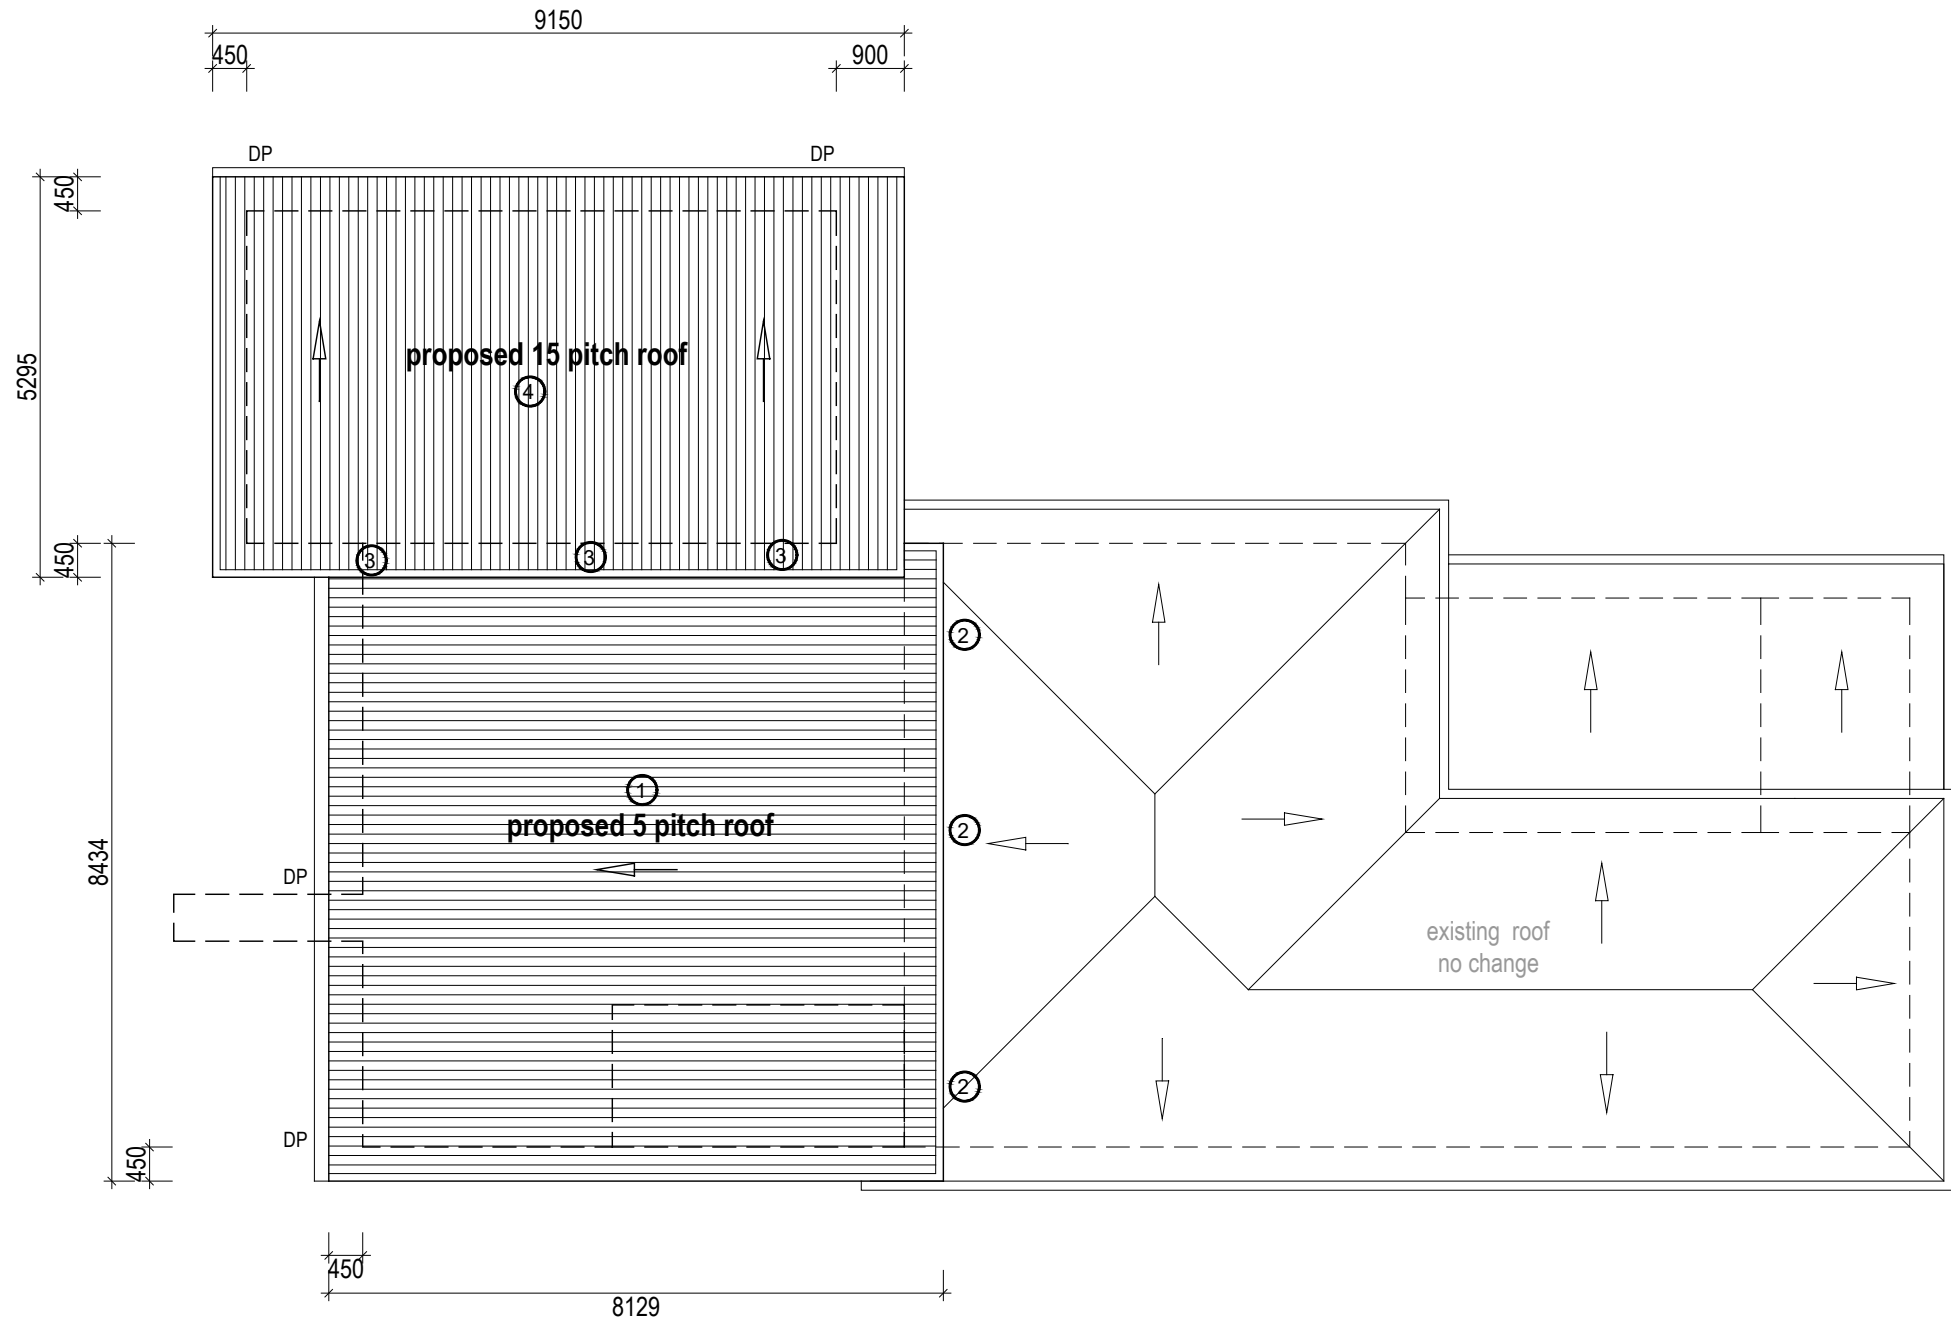 9150
450
900
DP
DP
450
5295
proposed 15 pitch roof
4
450
3
3
3
2
1
proposed 5 pitch roof
2
8434
DP
existing roof
no change
2
DP
450
450
8129